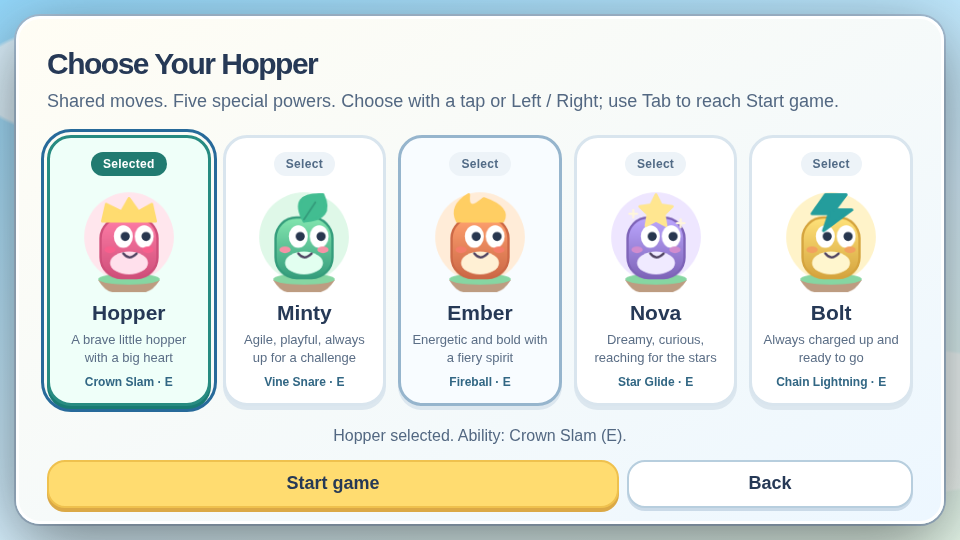 Choose Your Hopper
Shared moves. Five special powers. Choose with a tap or Left / Right; use Tab to reach Start game.
Selected
Hopper
A brave little hopper
with a big heart
Crown Slam · E
Select
Minty
Agile, playful, always
up for a challenge
Vine Snare · E
Select
Ember
Energetic and bold with
a fiery spirit
Fireball · E
Select
Nova
Dreamy, curious,
reaching for the stars
Star Glide · E
Select
Bolt
Always charged up and
ready to go
Chain Lightning · E
Hopper selected. Ability: Crown Slam (E).
Start game
Back